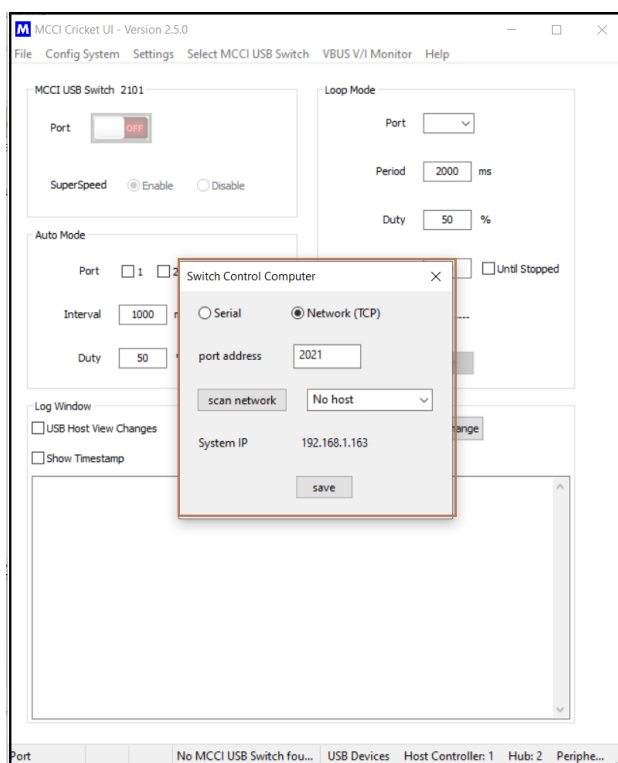 M MCCI Cricket UI - Version 2.5.0
File Config System Settings Select MCCI USB Switch VBUS V/I Monitor Help
MCCI USB Switch 2101
Port OFF
SuperSpeed Enable Disable
Loop Mode
Port
Period 2000 ms
Duty 50 %
Until Stopped
Auto Mode
Port 1 2
Interval 1000
Duty 50
Switch Control Computer
Serial Network (TCP)
port address 2021
scan network No host
System IP 192.168.1.163
save
Log Window
USB Host View Changes
Show Timestamp
Port No MCCI USB Switch fou... USB Devices Host Controller: 1 Hub: 2 Periphe...